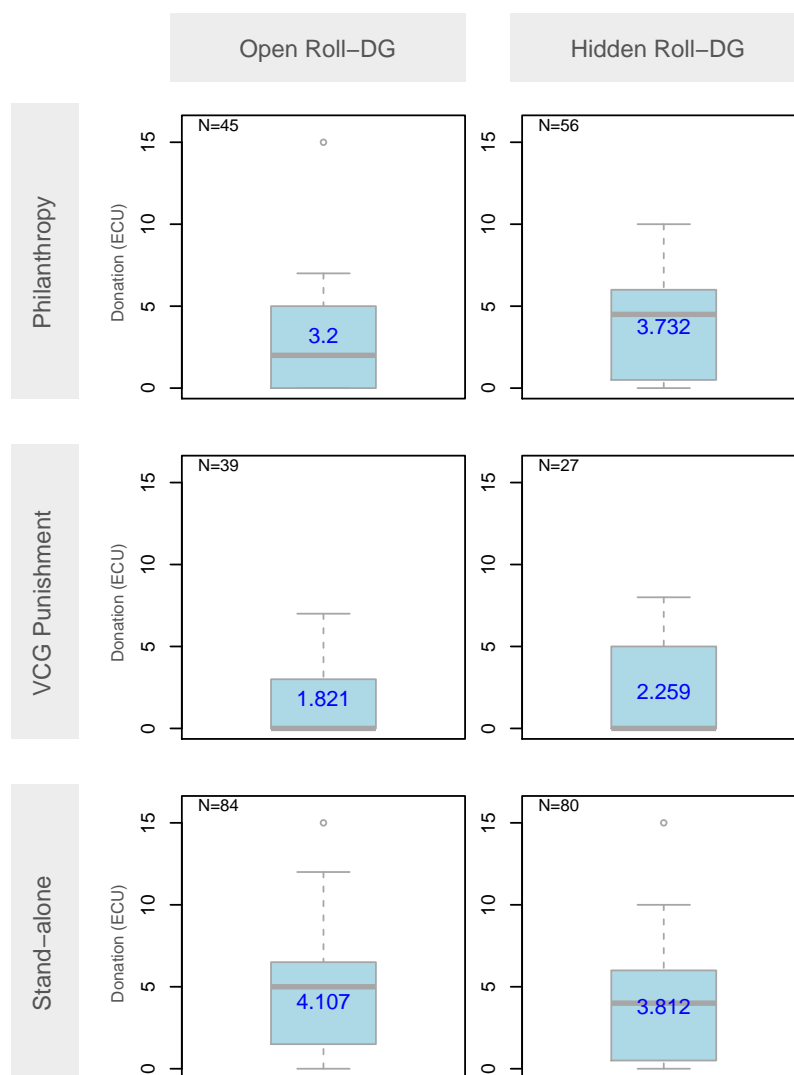 Open Roll−DG
Hidden Roll−DG
Philanthropy
Donation (ECU)
15
10
5
0
N=45
3.2
15
10
5
0
N=56
3.732
VCG Punishment
Donation (ECU)
15
10
5
0
N=39
1.821
15
10
5
0
N=27
2.259
Stand−alone
Donation (ECU)
15
10
5
0
N=84
4.107
15
10
5
0
N=80
3.812